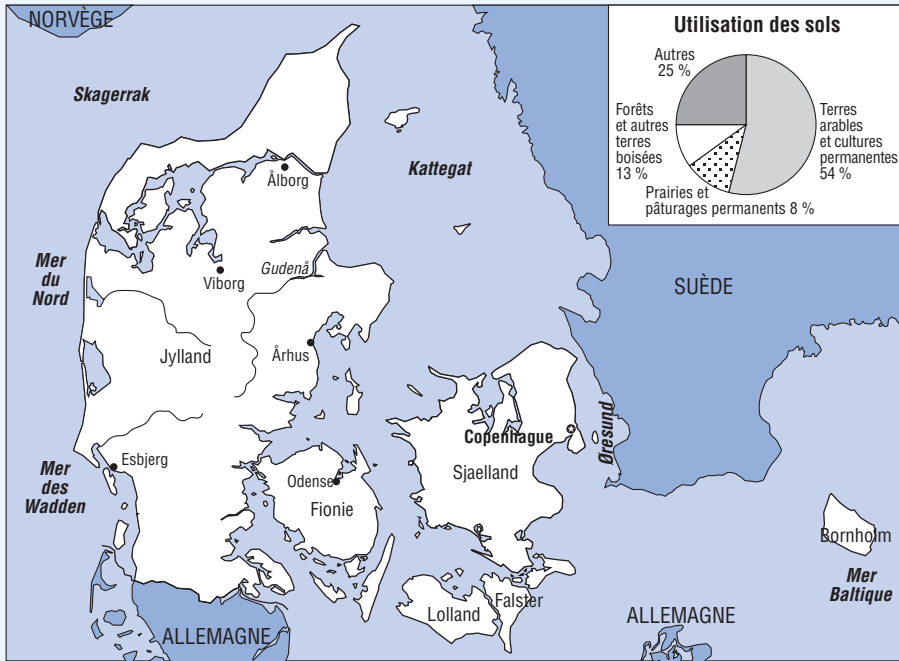 NORVÈGE
Utilisation des sols
Autres
25 %
Forêts
et autres
terres
boisées
13 %
Terres
arables
et cultures
permanentes
54 %
Prairies et
pâturages permanents 8 %
Skagerrak
Kattegat
Ålborg
Mer
du
Nord
Viborg
Gudenå
SUÈDE
Jylland
Århus
Copenhague
Øresund
Esbjerg
Mer
des
Wadden
Odense
Fionie
Sjaelland
Bornholm
Mer
Baltique
Lolland
Falster
ALLEMAGNE
ALLEMAGNE